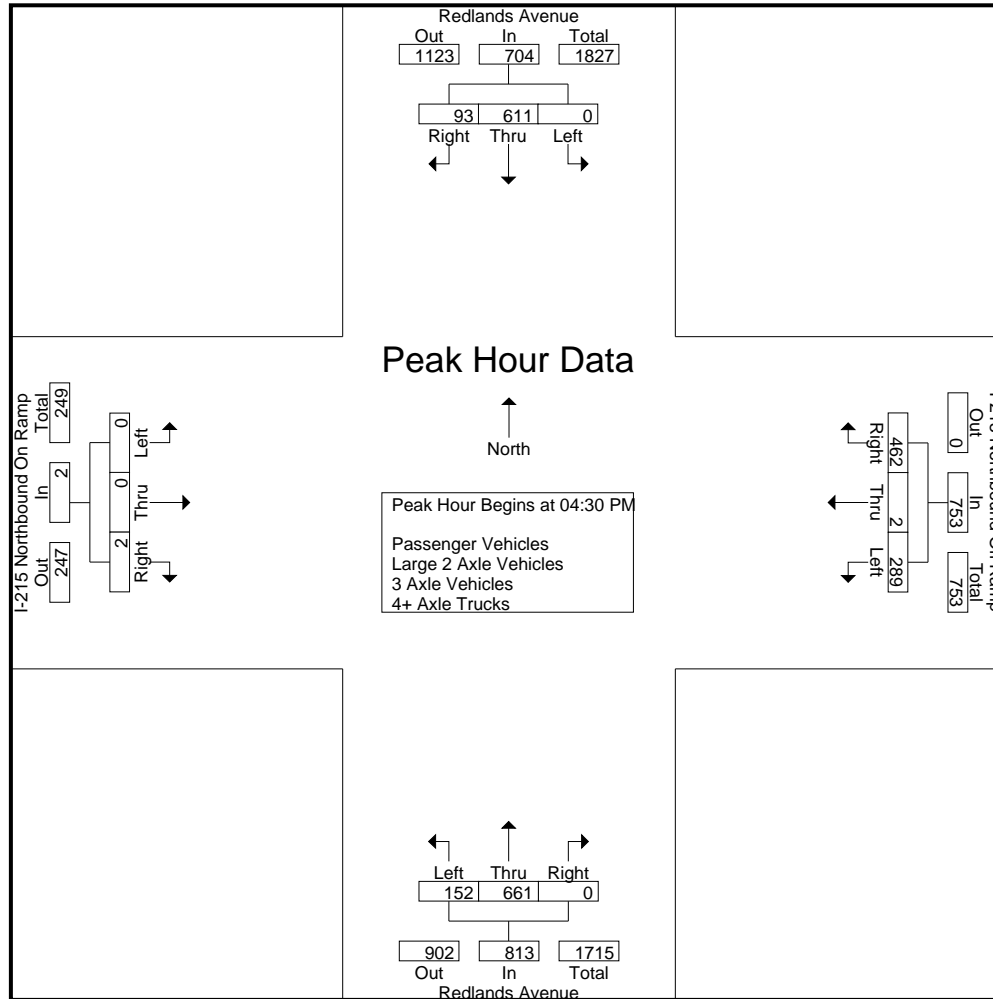 Redlands Avenue
Out In Total
1123 704 1827
93 611 0
Right Thru Left
Peak Hour Data
North
Peak Hour Begins at 04:30 PM
Passenger Vehicles
Large 2 Axle Vehicles
3 Axle Vehicles
4+ Axle Trucks
I-215 Northbound On Ramp
Total In Out
249 2 247
0 0 2
Left Thru Right
Right Thru Left
462 2 289
Out In Total
0 753 753
Left Thru Right
152 661 0
902 813 1715
Out In Total
Redlands Avenue